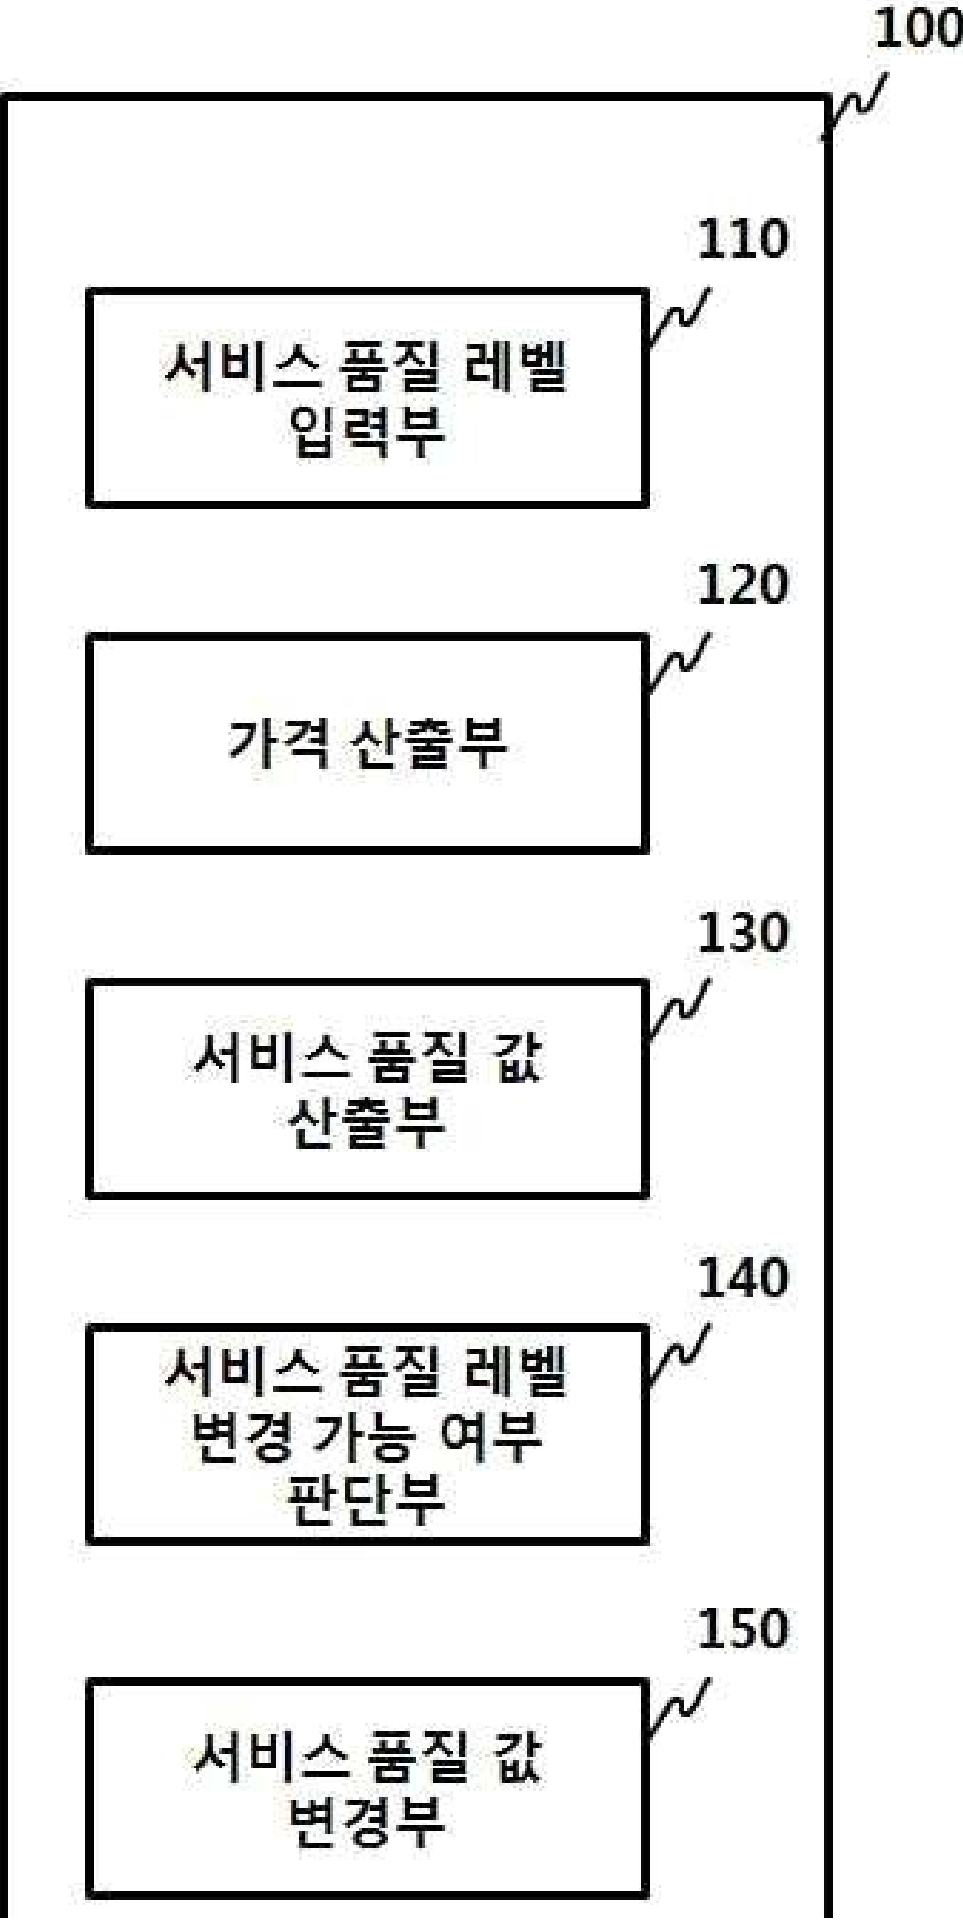 100
110
서비스 품질 레벨
입력부
120
가격 산출부
130
서비스 품질 값
산출부
140
서비스 품질 레벨
변경 가능 여부
판단부
150
서비스 품질 값
변경부